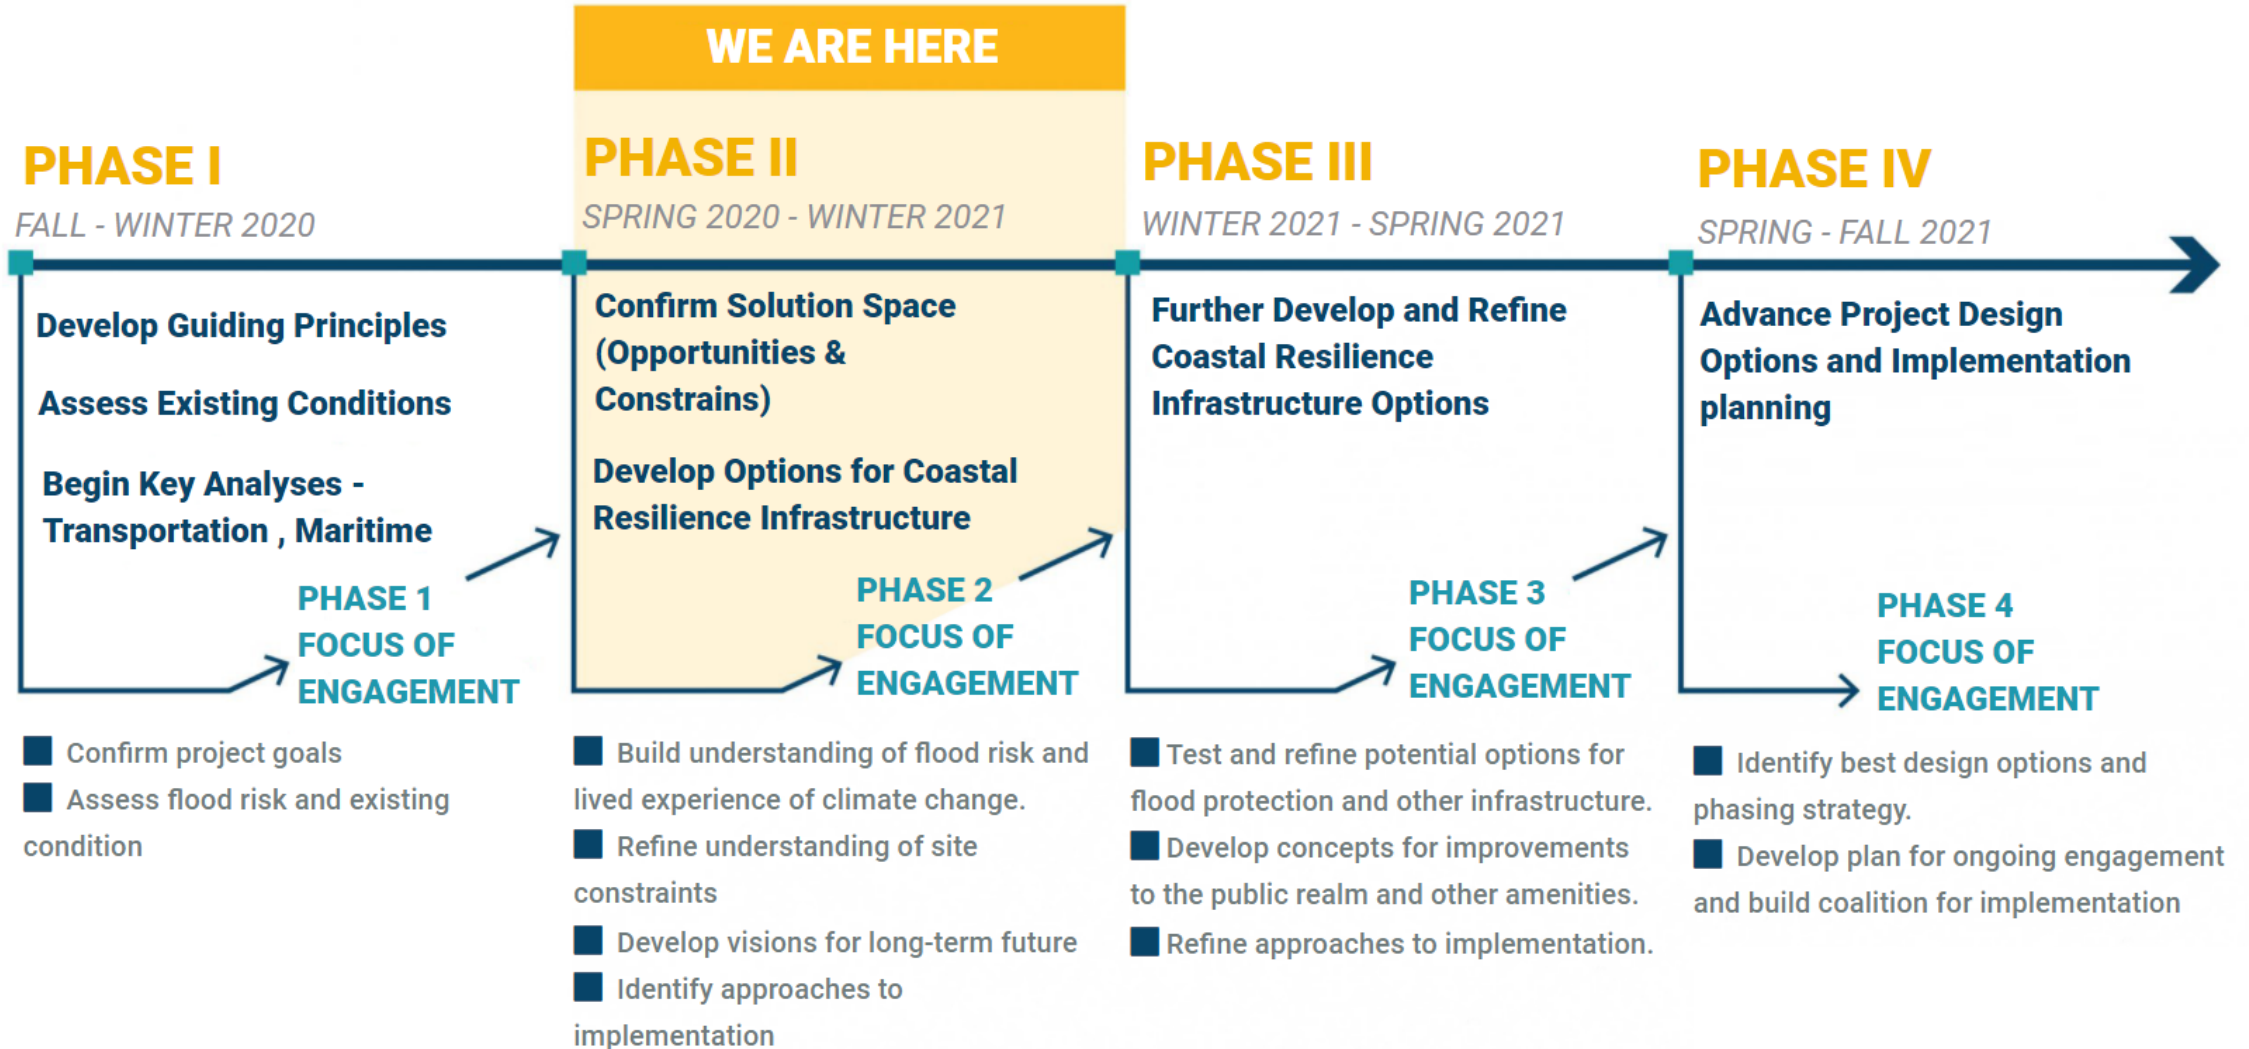 WE ARE HERE
PHASE I
FALL - WINTER 2020
Develop Guiding Principles
Assess Existing Conditions
Begin Key Analyses -
Transportation , Maritime
PHASE 1
FOCUS OF
ENGAGEMENT
Confirm project goals
Assess flood risk and existing
condition
PHASE II
SPRING 2020 - WINTER 2021
Confirm Solution Space
(Opportunities &
Constrains)
Develop Options for Coastal
Resilience Infrastructure
PHASE 2
FOCUS OF
ENGAGEMENT
Build understanding of flood risk and
lived experience of climate change.
Refine understanding of site
constraints
Develop visions for long-term future
Identify approaches to
implementation
PHASE III
WINTER 2021 - SPRING 2021
Further Develop and Refine
Coastal Resilience
Infrastructure Options
PHASE 3
FOCUS OF
ENGAGEMENT
Test and refine potential options for
flood protection and other infrastructure.
Develop concepts for improvements
to the public realm and other amenities.
Refine approaches to implementation.
PHASE IV
SPRING - FALL 2021
Advance Project Design
Options and Implementation
planning
PHASE 4
FOCUS OF
ENGAGEMENT
Identify best design options and
phasing strategy.
Develop plan for ongoing engagement
and build coalition for implementation